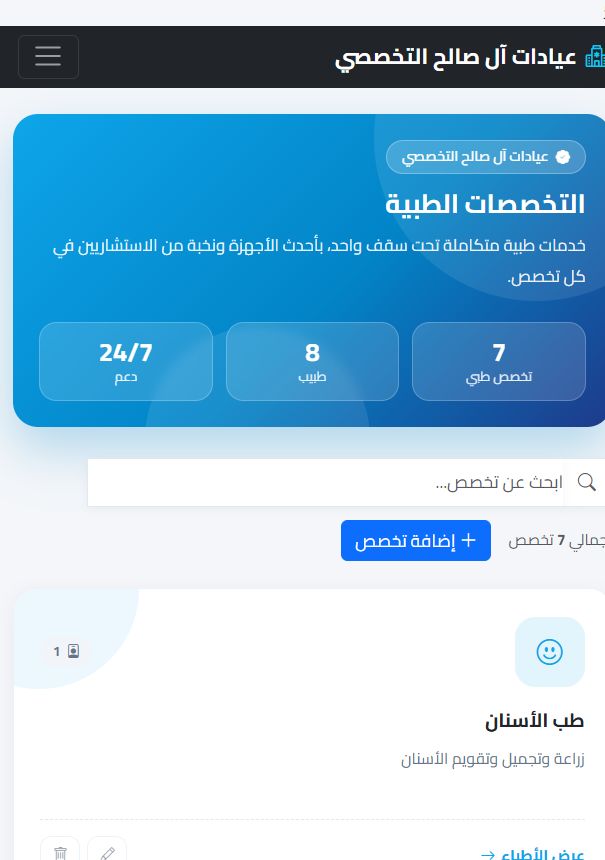 عيادات آل صالح التخصصي
عيادات آل صالح التخصصي
التخصصات الطبية
خدمات طبية متكاملة تحت سقف واحد، بأحدث الأجهزة ونخبة من الاستشاريين في
كل تخصص.
7
تخصص طبي
8
طبيب
24/7
دعم
ابحث عن تخصص...
7 تخصص
+ إضافة تخصص
1
طب الأسنان
زراعة وتجميل وتقويم الأسنان
عرض الأطباء →